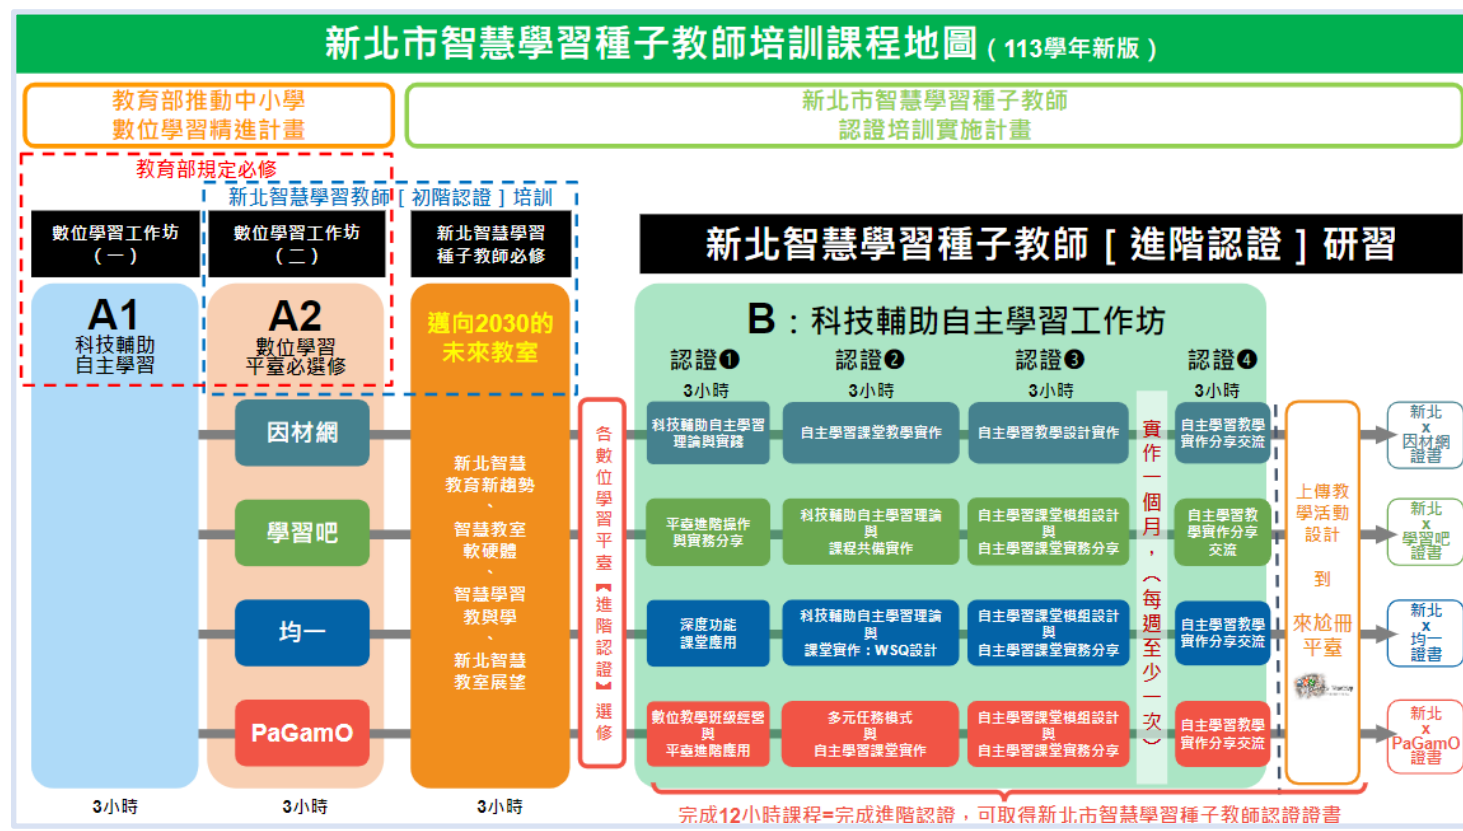 新北市智慧學習種子教師培訓課程地圖（113學年新版）
教育部推動中小學
數位學習精進計畫
新北市智慧學習種子教師
認證培訓實施計畫
教育部規定必修
新北智慧學習教師［初階認證］培訓
數位學習工作坊
（一）
數位學習工作坊
（二）
新北智慧學習
種子教師必修
新北智慧學習種子教師［進階認證］研習
A1
科技輔助
自主學習
3小時
A2
數位學習
平臺必選修
因材網
學習吧
均一
PaGamO
3小時
邁向2030的
未來教室
新北智慧
教育新趨勢
、
智慧教室
軟硬體
、
智慧學習
教與學
、
新北智慧
教室展望
3小時
各數位學習平臺【進階認證】選修
B：科技輔助自主學習工作坊
認證❶
3小時
認證❷
3小時
認證❸
3小時
認證❹
3小時
科技輔助自主學習
理論與實踐
自主學習課堂教學實作
自主學習教學設計實作
自主學習教學
實作分享交流
平臺進階操作
與實務分享
科技輔助自主學習理論
與
課程共備實作
自主學習課堂模組設計
與
自主學習課堂實務分享
自主學習教
學實作分享
交流
深度功能
課堂應用
科技輔助自主學習理論
與
課堂實作：WSQ設計
自主學習課堂模組設計
與
自主學習課堂實務分享
自主學習教學
實作分享交流
數位教學班級經營
與
平臺進階應用
多元任務模式
與
自主學習課堂實作
自主學習課堂模組設計
與
自主學習課堂實務分享
自主學習教學
實作分享交流
實作一個月，（每週至少一次）
上傳教
學活動
設計
到
來尬冊
平臺
新北
x
因材網
證書
新北
x
學習吧
證書
新北
x
均一
證書
新北
x
PaGamO
證書
完成12小時課程=完成進階認證，可取得新北市智慧學習種子教師認證證書